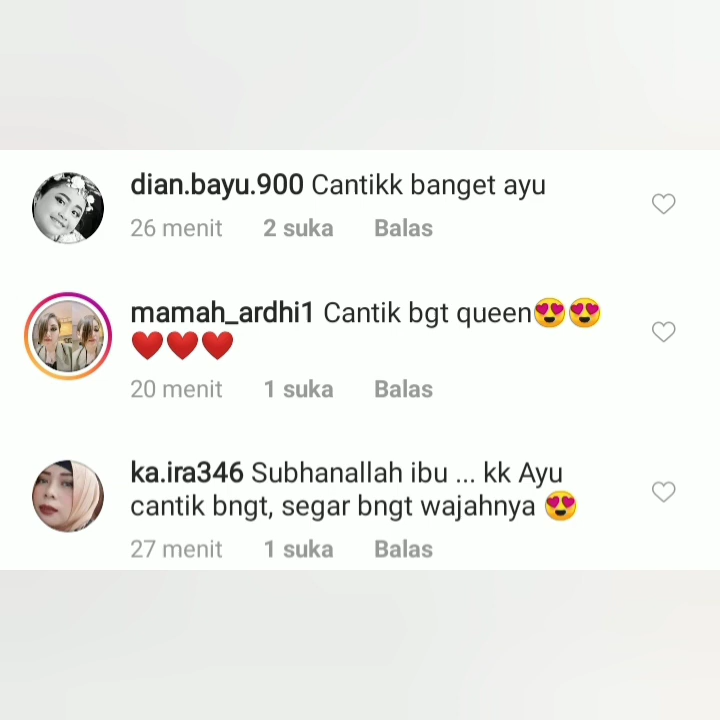 dian.bayu.900 Cantikk banget ayu
26 menit 2 suka Balas
mamah_ardhi1 Cantik bgt queen😍😍
❤️❤️❤️
20 menit 1 suka Balas
ka.ira346 Subhanallah ibu ... kk Ayu
cantik bngt, segar bngt wajahnya 😍
27 menit 1 suka Balas